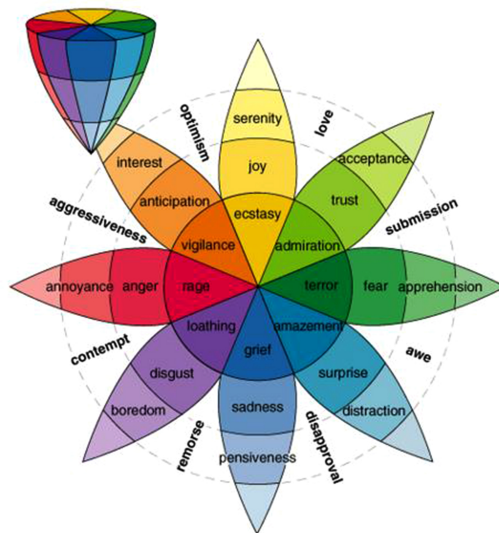 serenity
joy
ecstasy
optimism
love
interest
anticipation
vigilance
acceptance
trust
admiration
aggressiveness
submission
annoyance
anger
rage
terror
fear
apprehension
contempt
awe
loathing
disgust
boredom
amazement
surprise
distraction
grief
sadness
pensiveness
remorse
disapproval